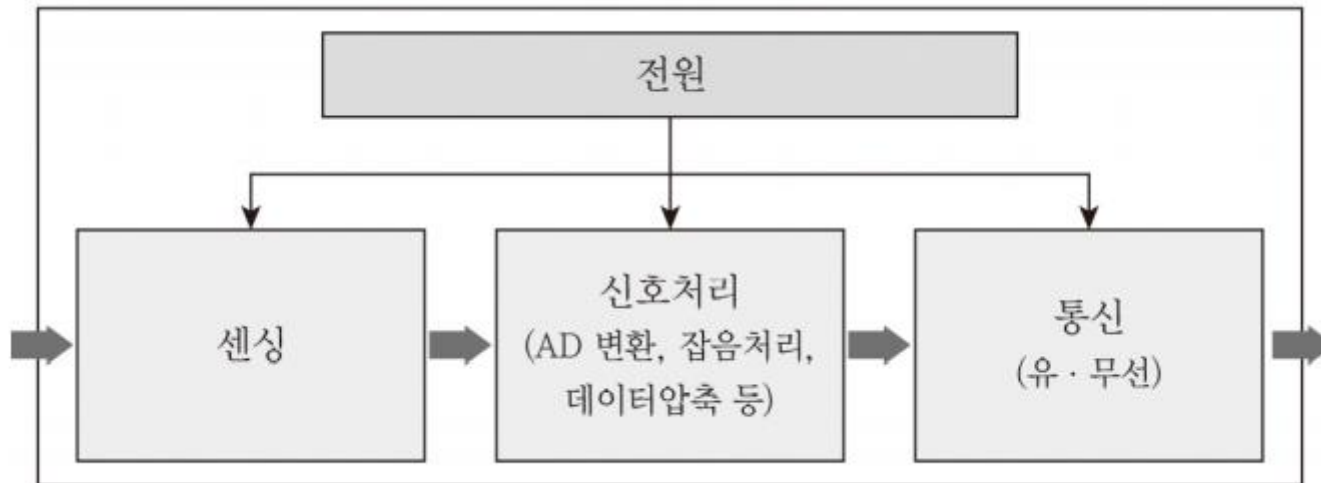 전원
센싱
신호처리
(AD 변환, 잡음처리,
데이터압축 등)
통신
(유 · 무선)